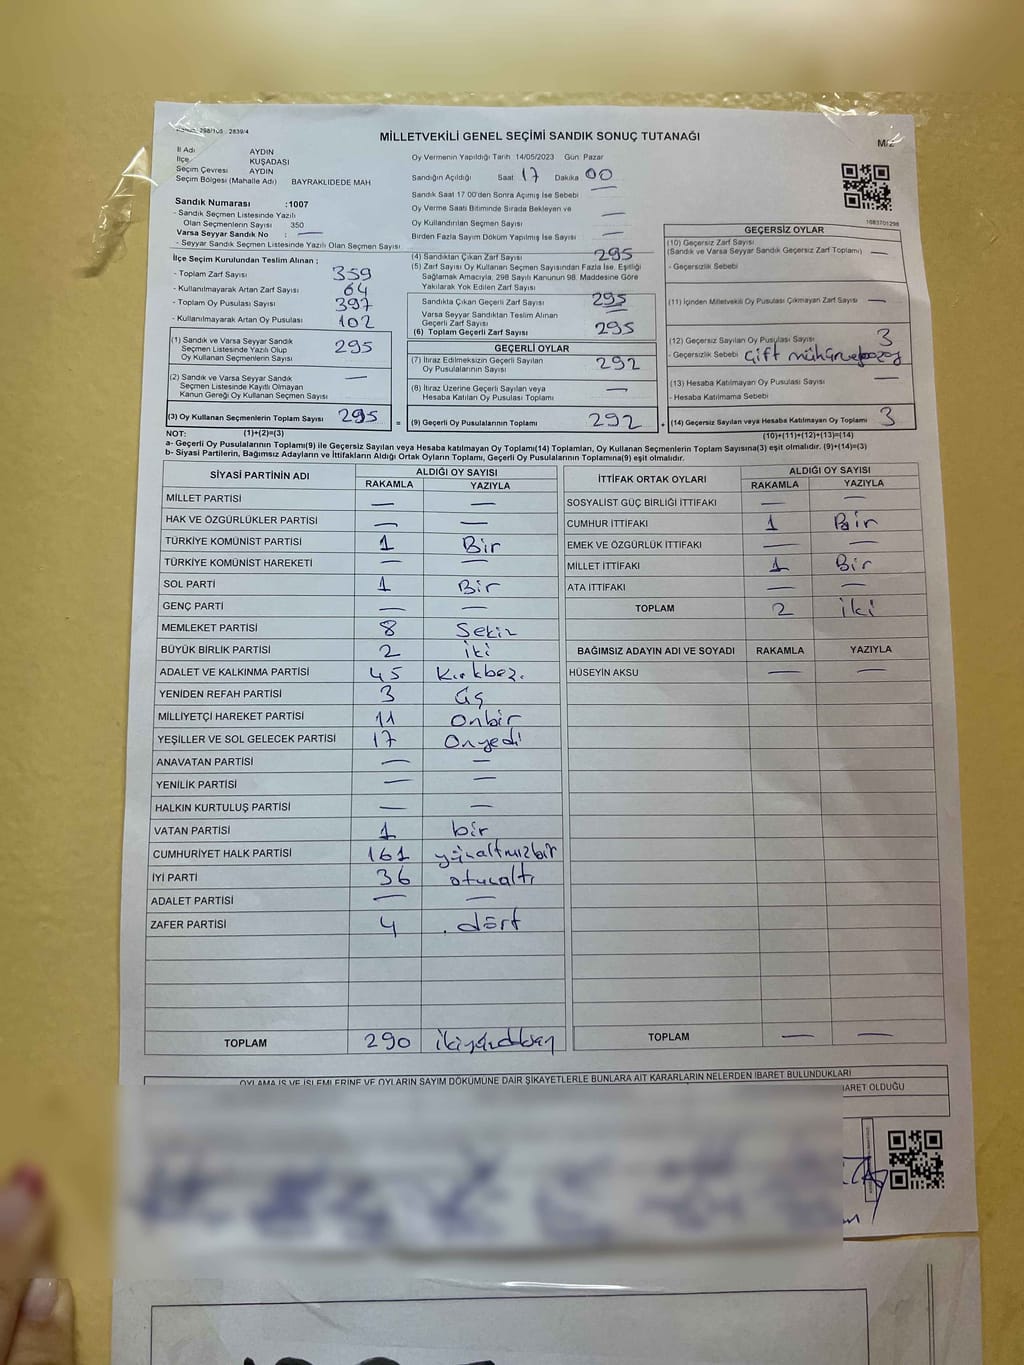 298/105 : 2839/4
MİLLETVEKİLİ GENEL SEÇİMİ SANDIK SONUÇ TUTANAĞI
İl Adı AYDIN
İlçe KUŞADASI
Seçim Çevresi AYDIN
Seçim Bölgesi (Mahalle Adı) BAYRAKLIDEDE MAH
Sandık Numarası :1007
- Sandık Seçmen Listesinde Yazılı
Olan Seçmenlerin Sayısı 350
Varsa Seyyar Sandık No : —
- Seyyar Sandık Seçmen Listesinde Yazılı Olan Seçmen Sayısı
Oy Vermenin Yapıldığı Tarih 14/05/2023 Gün Pazar
Sandığın Açıldığı Saat 17 Dakika 00
Sandık Saat 17.00'den Sonra Açılmış İse Sebebi —
Oy Verme Saati Bitiminde Sırada Bekleyen ve
Oy Kullandırılan Seçmen Sayısı —
Birden Fazla Sayım Döküm Yapılmış İse Sayısı —
1683701298
İlçe Seçim Kurulundan Teslim Alınan ;
- Toplam Zarf Sayısı 359
- Kullanılmayarak Artan Zarf Sayısı 64
- Toplam Oy Pusulası Sayısı 397
- Kullanılmayarak Artan Oy Pusulası 102
(1) Sandık ve Varsa Seyyar Sandık
Seçmen Listesinde Yazılı Olup
Oy Kullanan Seçmenlerin Sayısı 295
(2) Sandık ve Varsa Seyyar Sandık
Seçmen Listesinde Kayıtlı Olmayan
Kanun Gereği Oy Kullanan Seçmen Sayısı —
(3) Oy Kullanan Seçmenlerin Toplam Sayısı 295 =
(4) Sandıktan Çıkan Zarf Sayısı 295
(5) Zarf Sayısı Oy Kullanan Seçmen Sayısından Fazla İse, Eşitliği
Sağlamak Amacıyla, 298 Sayılı Kanunun 98. Maddesine Göre
Yakılarak Yok Edilen Zarf Sayısı
Sandıkta Çıkan Geçerli Zarf Sayısı 295
Varsa Seyyar Sandıktan Teslim Alınan
Geçerli Zarf Sayısı
(6) Toplam Geçerli Zarf Sayısı 295
GEÇERLİ OYLAR
(7) İtiraz Edilmeksizin Geçerli Sayılan
Oy Pusulalarının Sayısı 292
(8) İtiraz Üzerine Geçerli Sayılan veya
Hesaba Katılan Oy Pusulası Toplamı —
(9) Geçerli Oy Pusulalarının Toplamı 292 +
GEÇERSİZ OYLAR
(10) Geçersiz Zarf Sayısı
(Sandık ve Varsa Seyyar Sandık Geçersiz Zarf Toplamı) —
- Geçersizlik Sebebi
(11) İçinden Milletvekili Oy Pusulası Çıkmayan Zarf Sayısı —
(12) Geçersiz Sayılan Oy Pusulası Sayısı 3
- Geçersizlik Sebebi Çift
(13) Hesaba Katılmayan Oy Pusulası Sayısı —
- Hesaba Katılmama Sebebi
(14) Geçersiz Sayılan veya Hesaba Katılmayan Oy Toplamı 3
NOT: (1)+(2)=(3) (10)+(11)+(12)+(13)=(14)
a- Geçerli Oy Pusulalarının Toplamı(9) ile Geçersiz Sayılan veya Hesaba katılmayan Oy Toplamı(14) Toplamları, Oy Kullanan Seçmenlerin Toplam Sayısına(3) eşit olmalıdır. (9)+(14)=(3)
b- Siyasi Partilerin, Bağımsız Adayların ve İttifakların Aldığı Ortak Oyların Toplamı, Geçerli Oy Pusulalarının Toplamına(9) eşit olmalıdır.
SİYASİ PARTİNİN ADI ALDIĞI OY SAYISI
RAKAMLA YAZIYLA
MİLLET PARTİSİ — —
HAK VE ÖZGÜRLÜKLER PARTİSİ — —
TÜRKİYE KOMÜNİST PARTİSİ 1 Bir
TÜRKİYE KOMÜNİST HAREKETİ — —
SOL PARTİ 1 Bir
GENÇ PARTİ — —
MEMLEKET PARTİSİ 8 Sekiz
BÜYÜK BİRLİK PARTİSİ 2 iki
ADALET VE KALKINMA PARTİSİ 45 Kırkbeş.
YENİDEN REFAH PARTİSİ 3 üç
MİLLİYETÇİ HAREKET PARTİSİ 11 Onbir
YEŞİLLER VE SOL GELECEK PARTİSİ 17 Onyedi
ANAVATAN PARTİSİ — —
YENİLİK PARTİSİ — —
HALKIN KURTULUŞ PARTİSİ — —
VATAN PARTİSİ 1 bir
CUMHURİYET HALK PARTİSİ 161 yüzaltmışbir
İYİ PARTİ 36 otuzaltı
ADALET PARTİSİ — —
ZAFER PARTİSİ 4 dört
TOPLAM 290 ikiyüzdoksan
İTTİFAK ORTAK OYLARI ALDIĞI OY SAYISI
RAKAMLA YAZIYLA
SOSYALİST GÜÇ BİRLİĞİ İTTİFAKI — —
CUMHUR İTTİFAKI 1 Bir
EMEK VE ÖZGÜRLÜK İTTİFAKI — —
MİLLET İTTİFAKI 1 Bir
ATA İTTİFAKI — —
TOPLAM 2 iki
BAĞIMSIZ ADAYIN ADI VE SOYADI RAKAMLA YAZIYLA
HÜSEYİN AKSU — —
TOPLAM — —
OYLAMA İŞ VE İŞLEMLERİNE VE OYLARIN SAYIM DÖKÜMÜNE DAİR ŞİKAYETLERLE BUNLARA AİT KARARLARIN NELERDEN İBARET BULUNDUKLARI
İBARET OLDUĞU